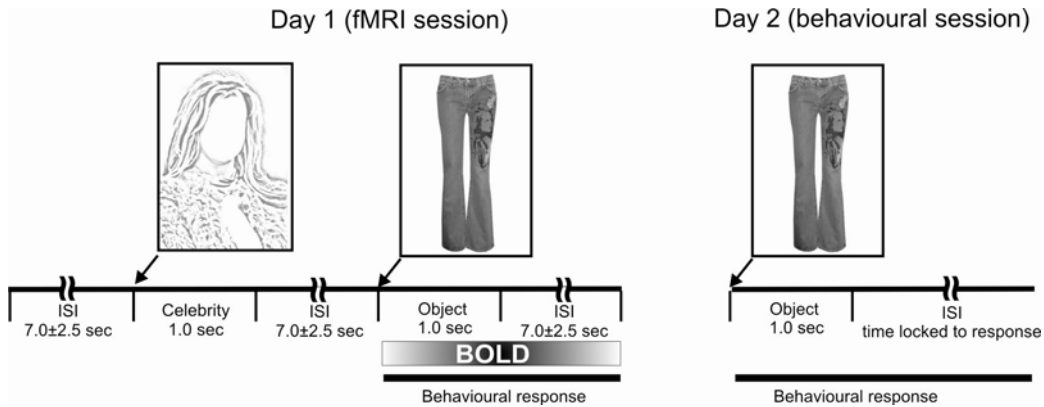 Day 1 (fMRI session)
Day 2 (behavioural session)
ISI
7.0±2.5 sec
Celebrity
1.0 sec
ISI
7.0±2.5 sec
Object
1.0 sec
ISI
7.0±2.5 sec
Object
1.0 sec
ISI
time locked to response
BOLD
Behavioural response
Behavioural response